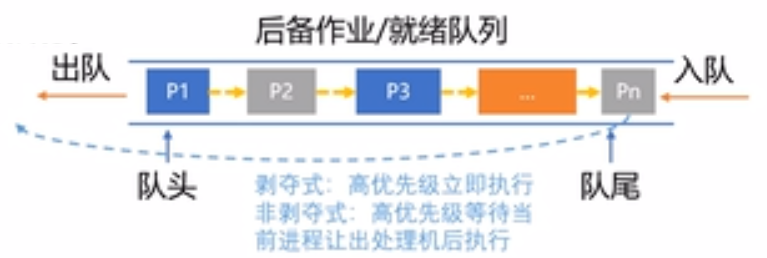 后备作业/就绪队列
出队
入队
P1
P2
P3
...
Pn
队头
队尾
剥夺式：高优先级立即执行
非剥夺式：高优先级等待当
前进程让出处理机后执行